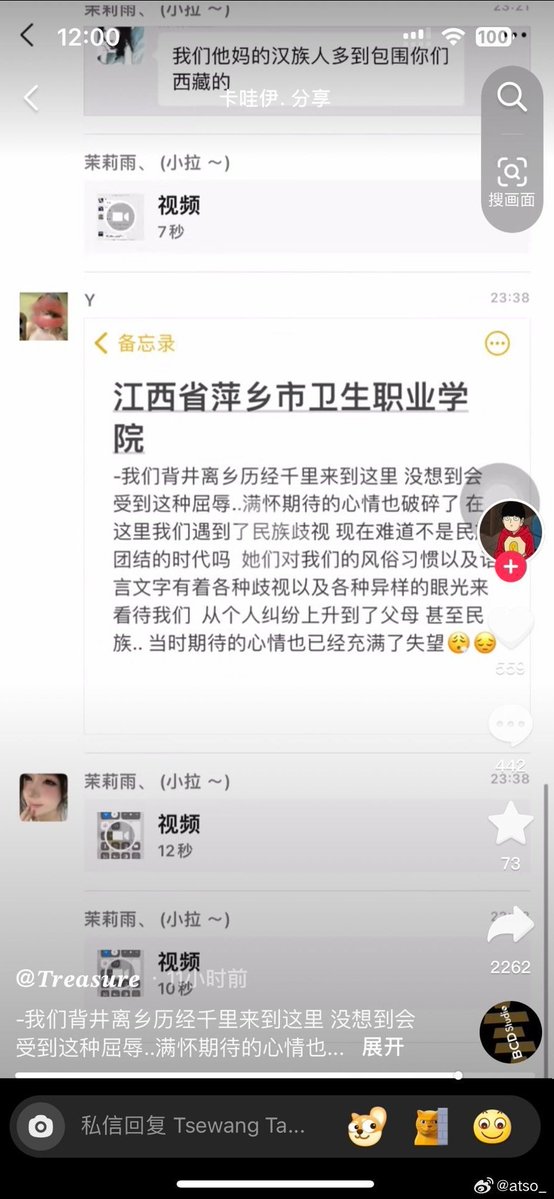 茉莉雨、 (小拉 ～)
23:21
12:00
100
我们他妈的汉族人多到包围你们
西藏的
卡哇伊. 分享
搜画面
茉莉雨、 (小拉 ～)
视频
7秒
Y
23:38
备忘录
江西省萍乡市卫生职业学
院
-我们背井离乡历经千里来到这里 没想到会
受到这种屈辱..满怀期待的心情也破碎了 在
这里我们遇到了民族歧视 现在难道不是民
团结的时代吗 她们对我们的风俗习惯以及语
言文字有着各种歧视以及各种异样的眼光来
看待我们 从个人纠纷上升到了父母 甚至民
族.. 当时期待的心情也已经充满了失望😮‍💨😔
559
442
茉莉雨、 (小拉 ～)
23:38
视频
12秒
73
茉莉雨、 (小拉 ～)
视频
10秒
2262
@Treasure · 11小时前
-我们背井离乡历经千里来到这里 没想到会
受到这种屈辱..满怀期待的心情也... 展开
BCD Studio
私信回复 Tsewang Ta...
@atso_